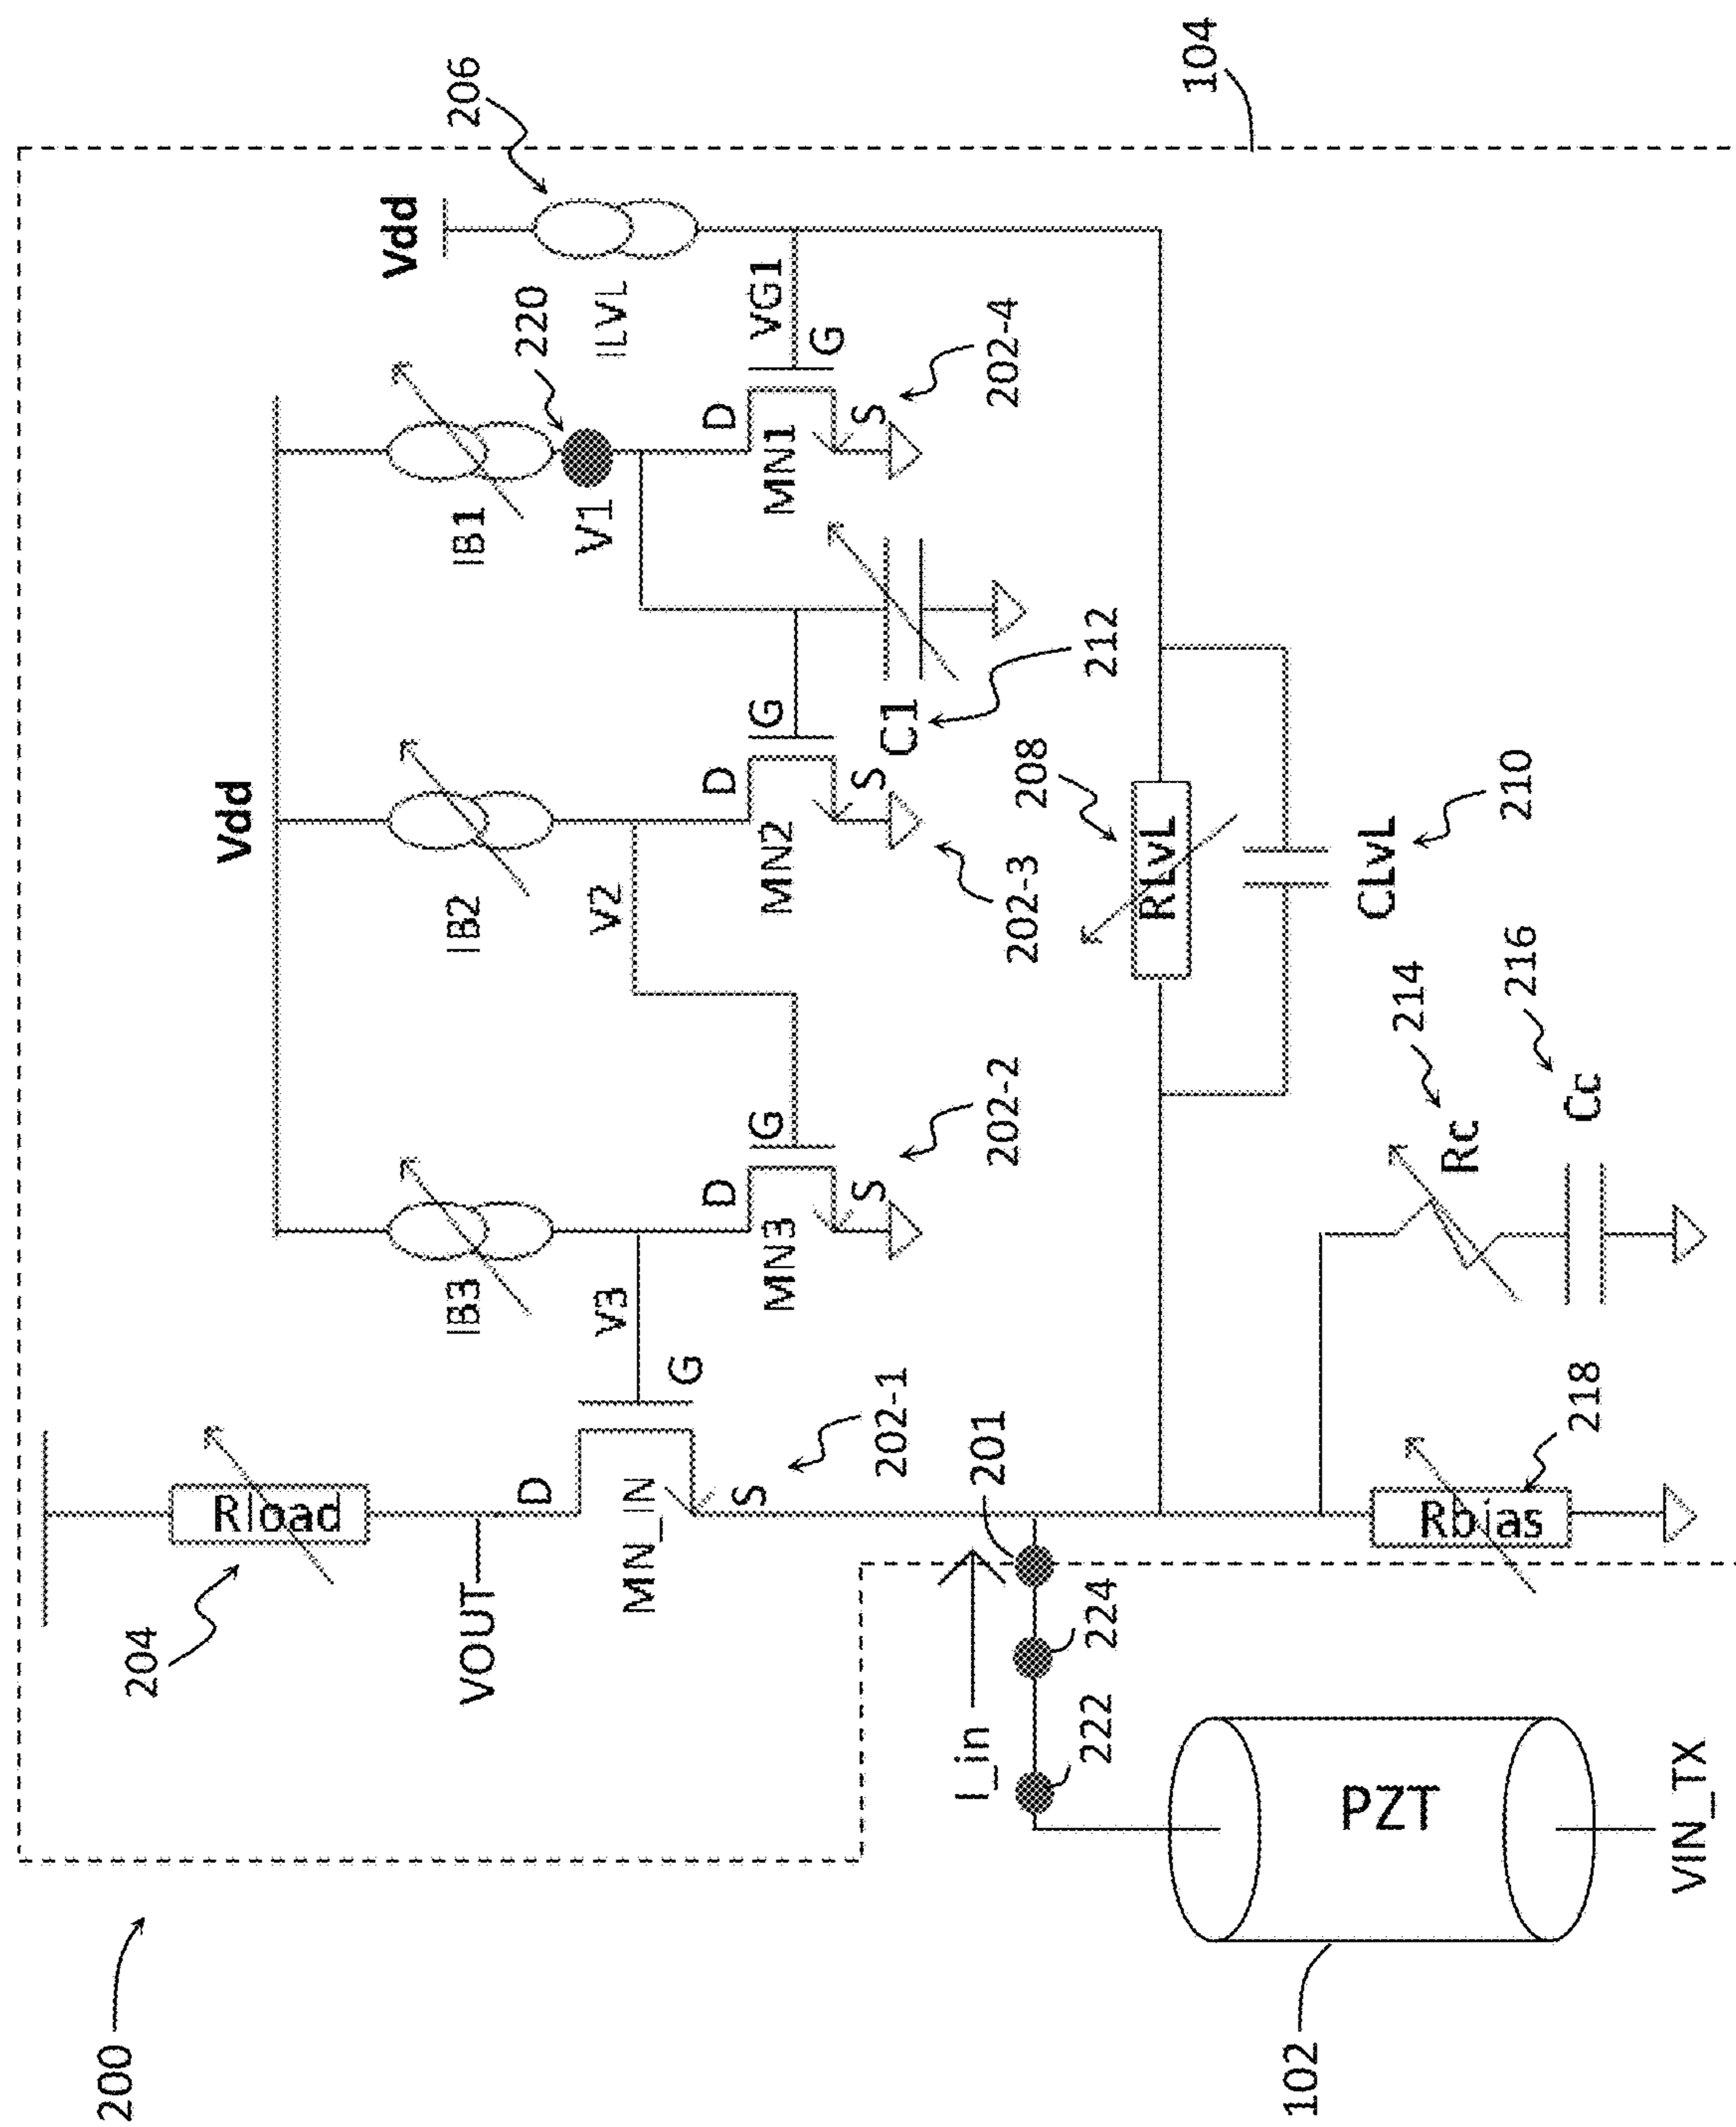 200
104
206
Vdd
Vdd
204
Rload
VOUT
D
G
S
MN_IN
202-1
IB3
V3
D
G
S
MN3
202-2
IB2
V2
D
G
S
MN2
202-3
IB1
V1
220
D
G
S
MN1
202-4
VG1
ILVL
C1
212
208
RLvL
CLvL
210
I_in
201
224
222
214
Rc
216
Cc
Rbias
218
102
PZT
VIN_TX